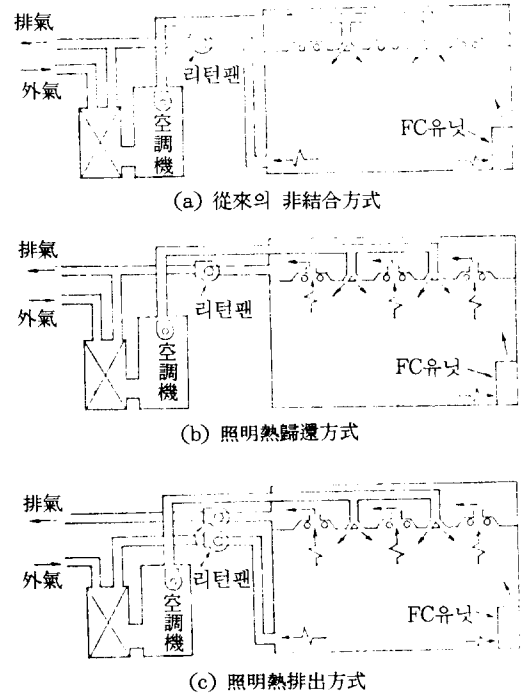 排氣
外氣
리턴팬
空調機
FC유닛
(a) 從來의 非結合方式
排氣
外氣
리턴팬
空調機
FC유닛
(b) 照明熱歸還方式
排氣
外氣
리턴팬
空調機
FC유닛
(c) 照明熱排出方式